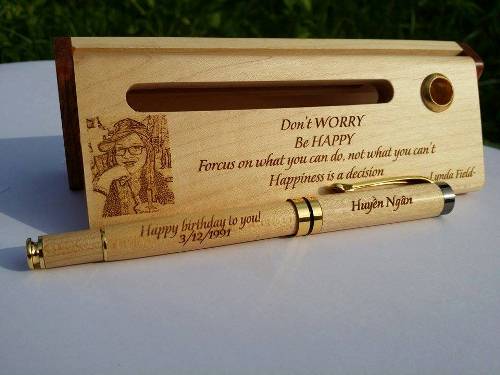 Don't WORRY
Be HAPPY
Forcus on what you can do, not what you can't
Happiness is a decision
-Lynda Field-
Huyền Ngân
Happy birthday to you!
3/12/1991